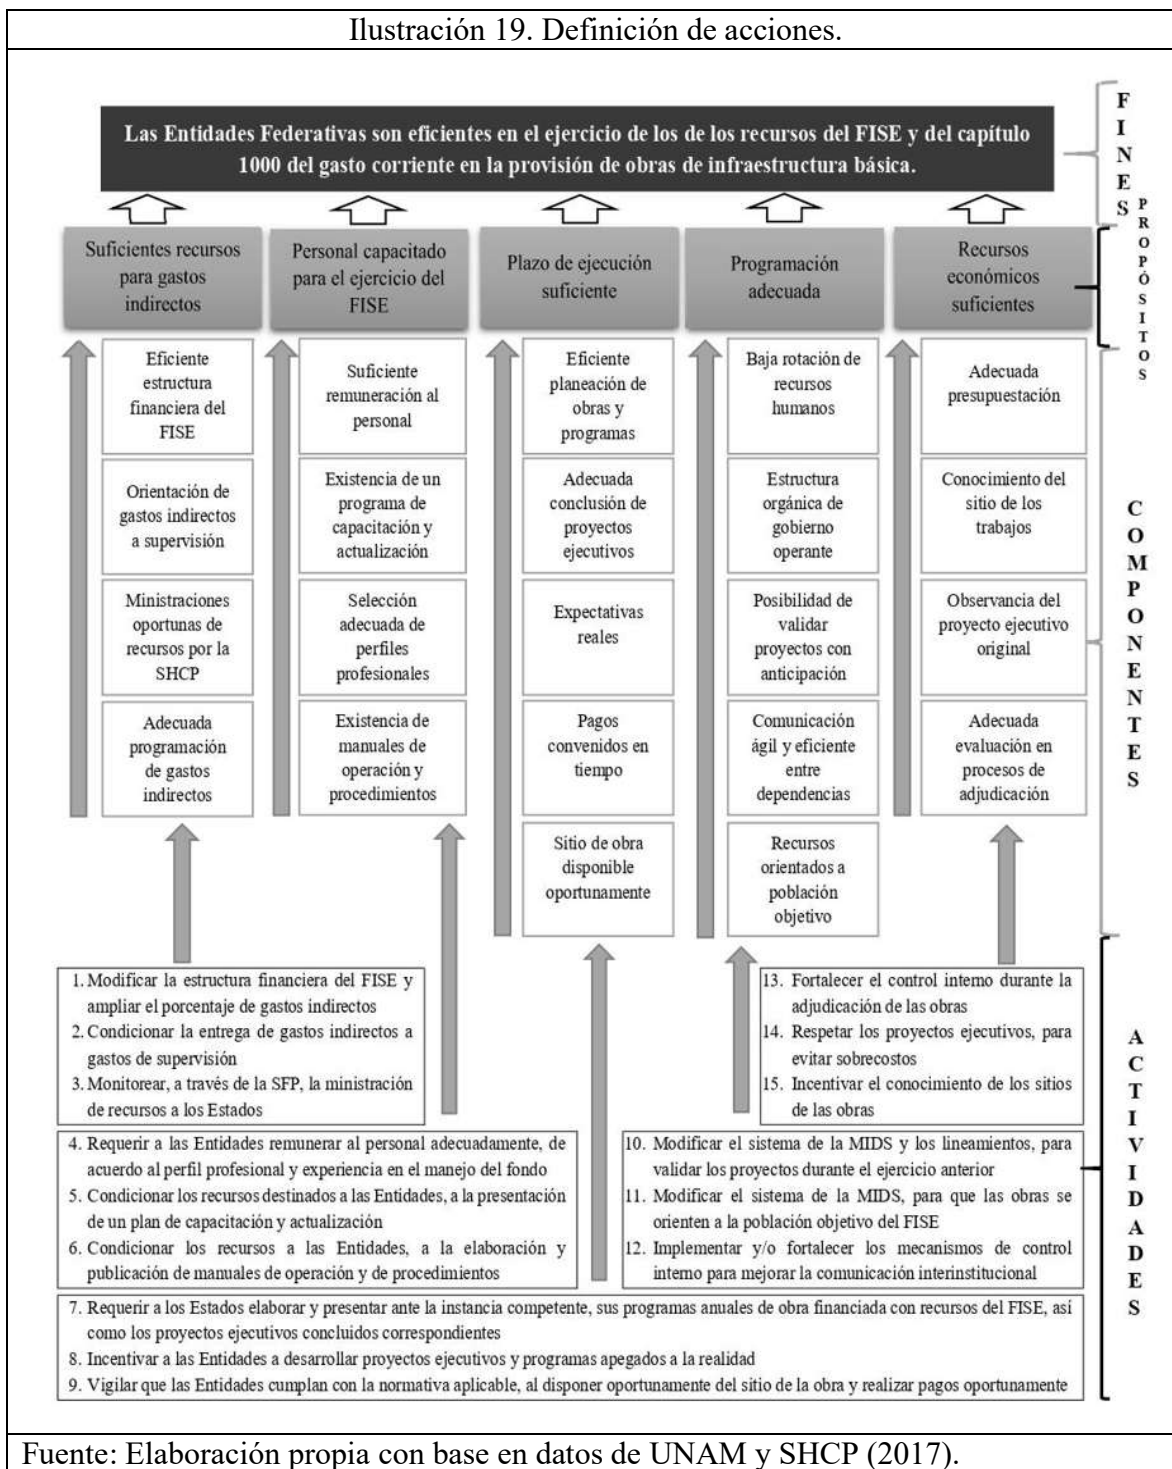 Ilustración 19. Definición de acciones.
Las Entidades Federativas son eficientes en el ejercicio de los de los recursos del FISE y del capítulo
1000 del gasto corriente en la provisión de obras de infraestructura básica.
FINES
Suficientes recursos
para gastos
indirectos
Personal capacitado
para el ejercicio del
FISE
Plazo de ejecución
suficiente
Programación
adecuada
Recursos
económicos
suficientes
PROPÓSITOS
Eficiente
estructura
financiera del
FISE
Orientación de
gastos indirectos
a supervisión
Ministraciones
oportunas de
recursos por la
SHCP
Adecuada
programación
de gastos
indirectos
Suficiente
remuneración al
personal
Existencia de un
programa de
capacitación y
actualización
Selección
adecuada de
perfiles
profesionales
Existencia de
manuales de
operación y
procedimientos
Eficiente
planeación de
obras y
programas
Adecuada
conclusión de
proyectos
ejecutivos
Expectativas
reales
Pagos
convenidos en
tiempo
Sitio de obra
disponible
oportunamente
Baja rotación de
recursos
humanos
Estructura
orgánica de
gobierno
operante
Posibilidad de
validar
proyectos con
anticipación
Comunicación
ágil y eficiente
entre
dependencias
Recursos
orientados a
población
objetivo
Adecuada
presupuestación
Conocimiento del
sitio de los
trabajos
Observancia del
proyecto ejecutivo
original
Adecuada
evaluación en
procesos de
adjudicación
COMPONENTES
1. Modificar la estructura financiera del FISE y
ampliar el porcentaje de gastos indirectos
2. Condicionar la entrega de gastos indirectos a
gastos de supervisión
3. Monitorear, a través de la SFP, la ministración
de recursos a los Estados
13. Fortalecer el control interno durante la
adjudicación de las obras
14. Respetar los proyectos ejecutivos, para
evitar sobrecostos
15. Incentivar el conocimiento de los sitios
de las obras
4. Requerir a las Entidades remunerar al personal adecuadamente, de
acuerdo al perfil profesional y experiencia en el manejo del fondo
5. Condicionar los recursos destinados a las Entidades, a la presentación
de un plan de capacitación y actualización
6. Condicionar los recursos a las Entidades, a la elaboración y
publicación de manuales de operación y de procedimientos
10. Modificar el sistema de la MIDS y los lineamientos, para
validar los proyectos durante el ejercicio anterior
11. Modificar el sistema de la MIDS, para que las obras se
orienten a la población objetivo del FISE
12. Implementar y/o fortalecer los mecanismos de control
interno para mejorar la comunicación interinstitucional
7. Requerir a los Estados elaborar y presentar ante la instancia competente, sus programas anuales de obra financiada con recursos del FISE, así
como los proyectos ejecutivos concluidos correspondientes
8. Incentivar a las Entidades a desarrollar proyectos ejecutivos y programas apegados a la realidad
9. Vigilar que las Entidades cumplan con la normativa aplicable, al disponer oportunamente del sitio de la obra y realizar pagos oportunamente
ACTIVIDADES
Fuente: Elaboración propia con base en datos de UNAM y SHCP (2017).